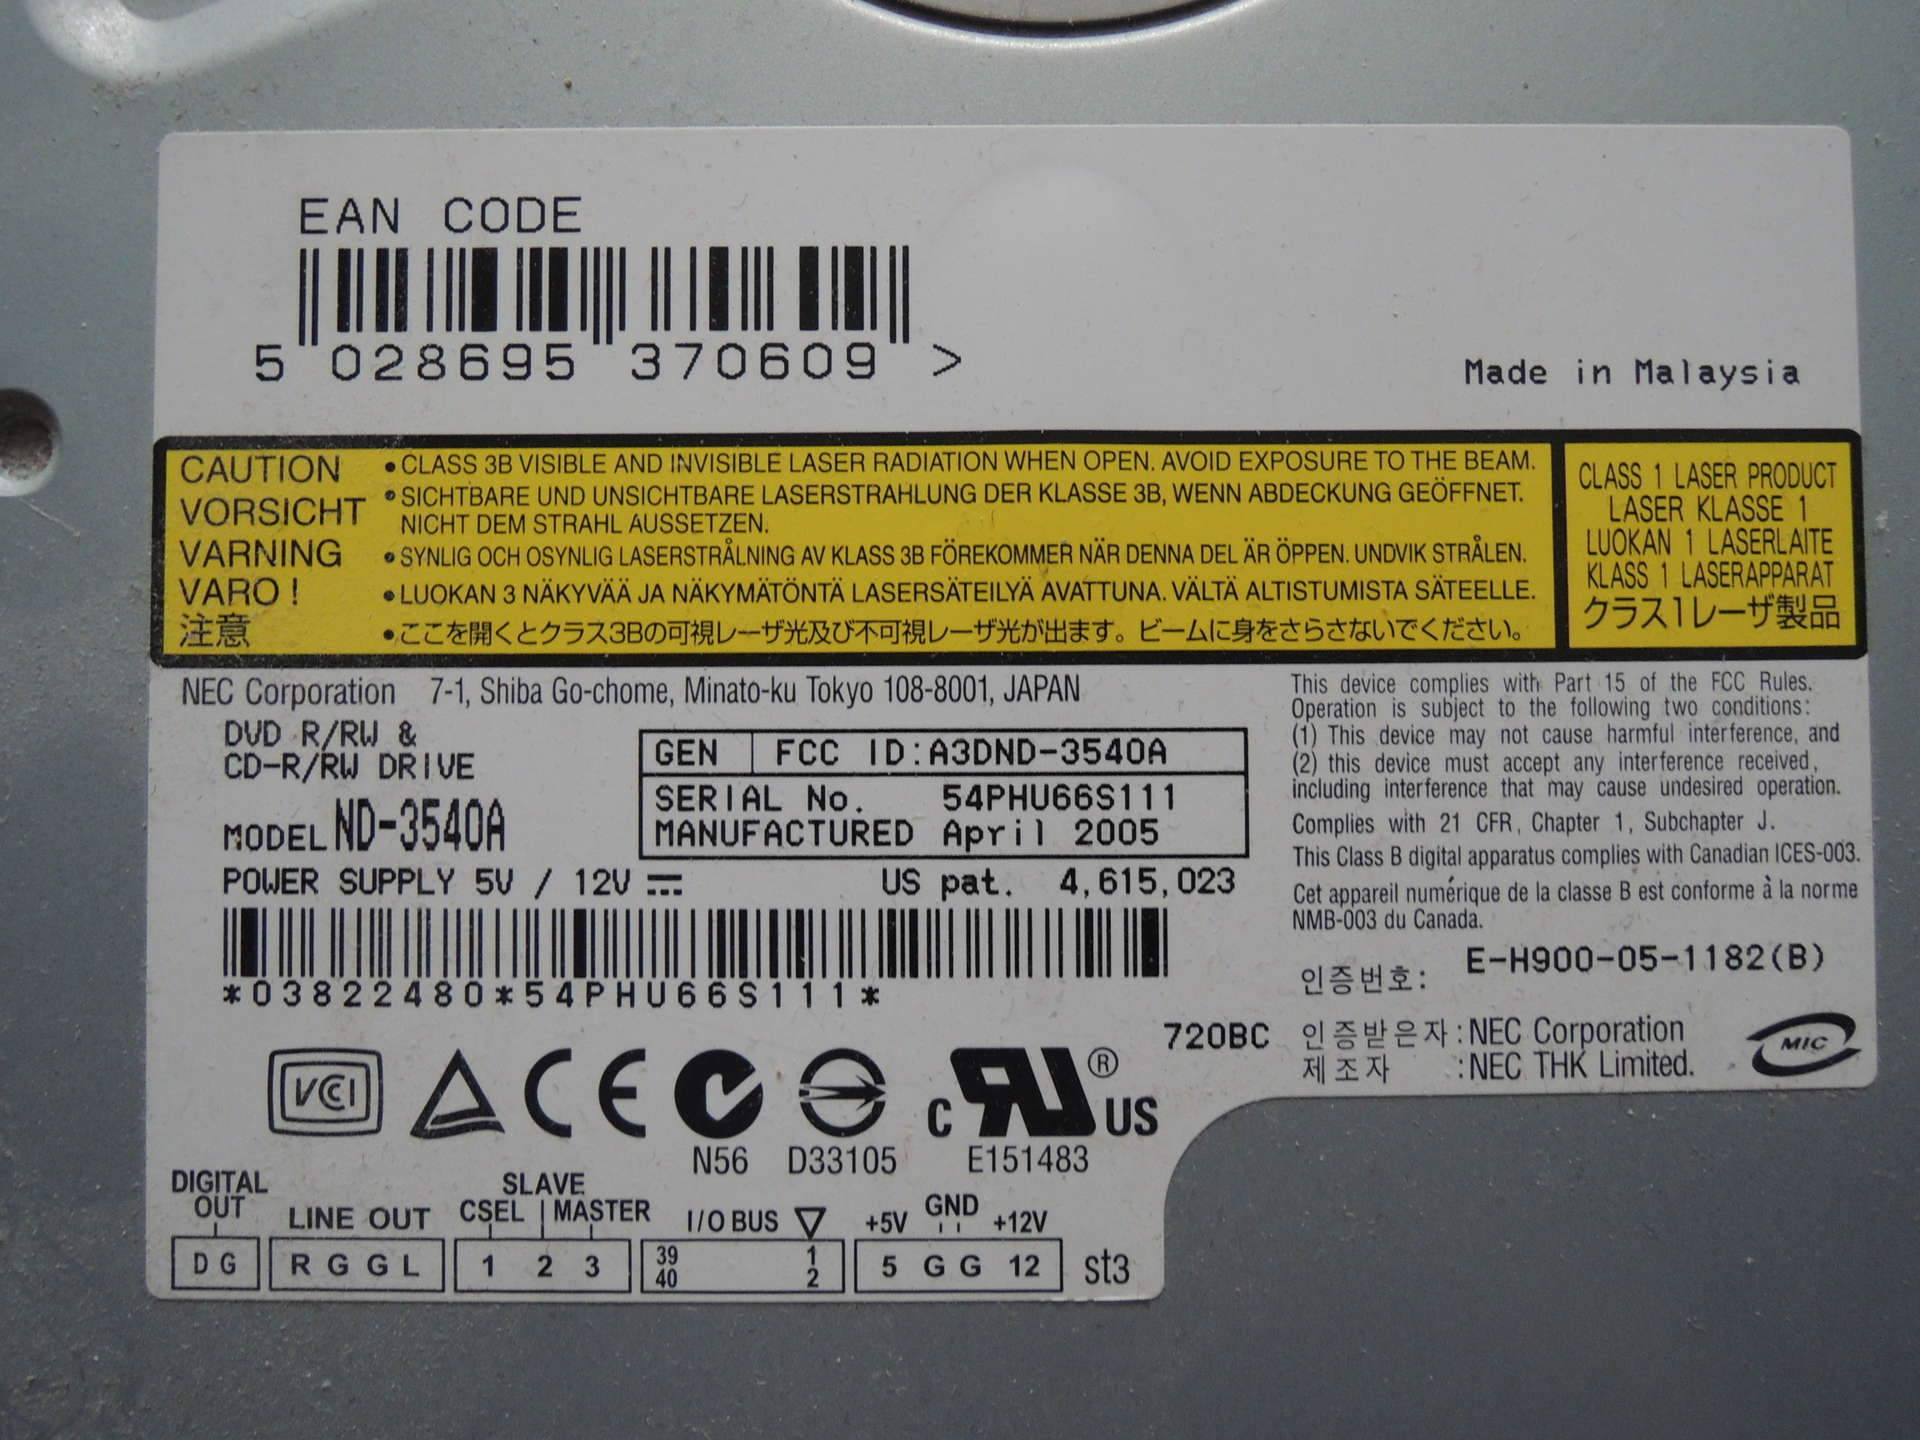 EAN CODE
5 028695 370609 >
Made in Malaysia
CAUTION • CLASS 3B VISIBLE AND INVISIBLE LASER RADIATION WHEN OPEN. AVOID EXPOSURE TO THE BEAM.
VORSICHT • SICHTBARE UND UNSICHTBARE LASERSTRAHLUNG DER KLASSE 3B, WENN ABDECKUNG GEÖFFNET.
NICHT DEM STRAHL AUSSETZEN.
VARNING • SYNLIG OCH OSYNLIG LASERSTRÅLNING AV KLASS 3B FÖREKOMMER NÄR DENNA DEL ÄR ÖPPEN. UNDVIK STRÅLEN.
VARO! • LUOKAN 3 NÄKYVÄÄ JA NÄKYMÄTÖNTÄ LASERSÄTEILYÄ AVATTUNA. VÄLTÄ ALTISTUMISTA SÄTEELLE.
注意 • ここを開くとクラス3Bの可視レーザ光及び不可視レーザ光が出ます。ビームに身をさらさないでください。
CLASS 1 LASER PRODUCT
LASER KLASSE 1
LUOKAN 1 LASERLAITE
KLASS 1 LASERAPPARAT
クラス1レーザ製品
NEC Corporation 7-1, Shiba Go-chome, Minato-ku Tokyo 108-8001, JAPAN
DVD R/RW &
CD-R/RW DRIVE
MODEL ND-3540A
GEN FCC ID:A3DND-3540A
SERIAL No. 54PHU66S111
MANUFACTURED April 2005
POWER SUPPLY 5V / 12V
US pat. 4,615,023
*03822480*54PHU66S111*
This device complies with Part 15 of the FCC Rules.
Operation is subject to the following two conditions:
(1) This device may not cause harmful interference, and
(2) this device must accept any interference received,
including interference that may cause undesired operation.
Complies with 21 CFR, Chapter 1, Subchapter J.
This Class B digital apparatus complies with Canadian ICES-003.
Cet appareil numérique de la classe B est conforme à la norme
NMB-003 du Canada.
인증번호: E-H900-05-1182(B)
720BC
인증받은자 :NEC Corporation
제조자 :NEC THK Limited.
MIC
VCCI
CE
C UR ® US
N56 D33105 E151483
DIGITAL
OUT
LINE OUT
SLAVE
CSEL MASTER
I/O BUS
+5V GND +12V
D G
R G G L
1 2 3
39 1
40 2
5 G G 12
st3